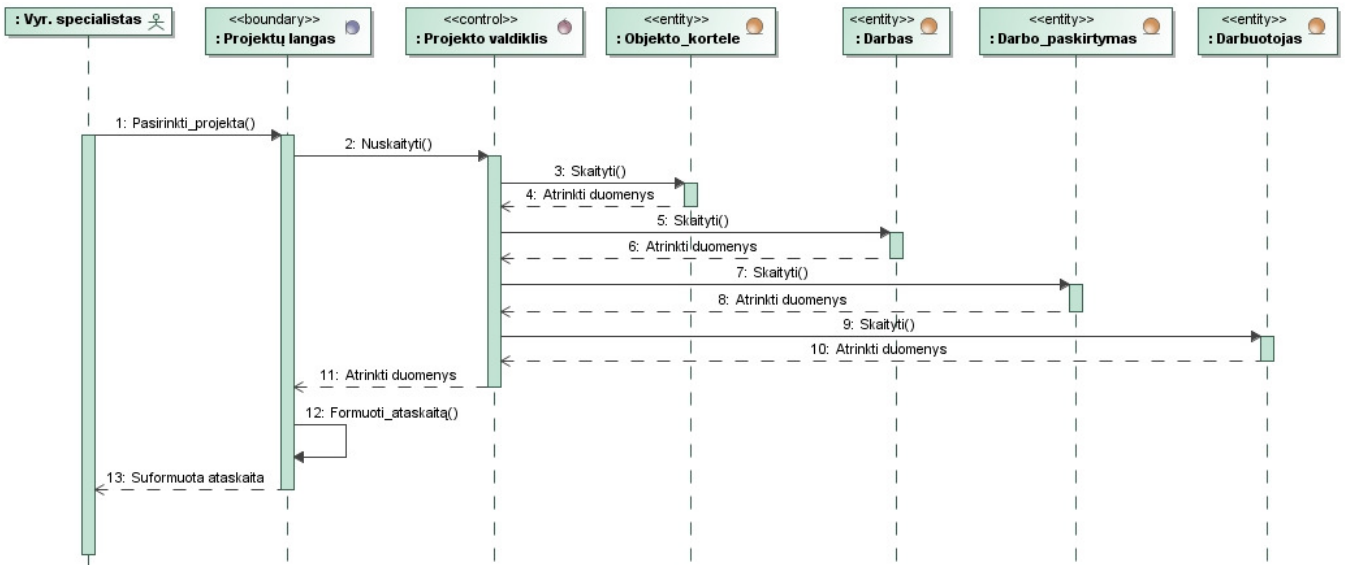 : Vyr. specialistas
<<boundary>>
: Projektų langas
<<control>>
: Projekto valdiklis
<<entity>>
: Objekto_kortele
<<entity>>
: Darbas
<<entity>>
: Darbo_paskirtymas
<<entity>>
: Darbuotojas
1: Pasirinkti_projekta()
2: Nuskaityti()
3: Skaityti()
4: Atrinkti duomenys
5: Skaityti()
6: Atrinkti duomenys
7: Skaityti()
8: Atrinkti duomenys
9: Skaityti()
10: Atrinkti duomenys
11: Atrinkti duomenys
12: Formuoti_ataskaitą()
13: Suformuota ataskaita